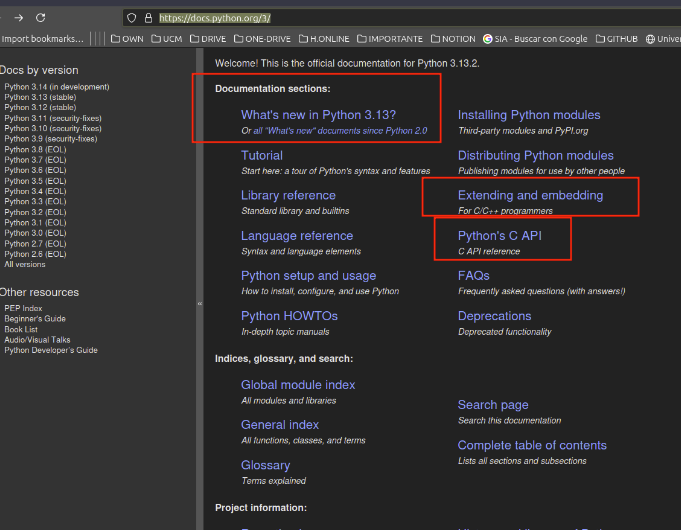 https://docs.python.org/3/
Import bookmarks...
OWN
UCM
DRIVE
ONE-DRIVE
H.ONLINE
IMPORTANTE
NOTION
SIA - Buscar con Google
GITHUB
Docs by version
Python 3.14 (in development)
Python 3.13 (stable)
Python 3.12 (stable)
Python 3.11 (security-fixes)
Python 3.10 (security-fixes)
Python 3.9 (security-fixes)
Python 3.8 (EOL)
Python 3.7 (EOL)
Python 3.6 (EOL)
Python 3.5 (EOL)
Python 3.4 (EOL)
Python 3.3 (EOL)
Python 3.2 (EOL)
Python 3.1 (EOL)
Python 3.0 (EOL)
Python 2.7 (EOL)
Python 2.6 (EOL)
All versions
Other resources
PEP Index
Beginner's Guide
Book List
Audio/Visual Talks
Python Developer's Guide
«
Welcome! This is the official documentation for Python 3.13.2.
Documentation sections:
What's new in Python 3.13?
Or all "What's new" documents since Python 2.0
Tutorial
Start here: a tour of Python's syntax and features
Library reference
Standard library and builtins
Language reference
Syntax and language elements
Python setup and usage
How to install, configure, and use Python
Python HOWTOs
In-depth topic manuals
Installing Python modules
Third-party modules and PyPI.org
Distributing Python modules
Publishing modules for use by other people
Extending and embedding
For C/C++ programmers
Python's C API
C API reference
FAQs
Frequently asked questions (with answers!)
Deprecations
Deprecated functionality
Indices, glossary, and search:
Global module index
All modules and libraries
General index
All functions, classes, and terms
Glossary
Terms explained
Search page
Search this documentation
Complete table of contents
Lists all sections and subsections
Project information: